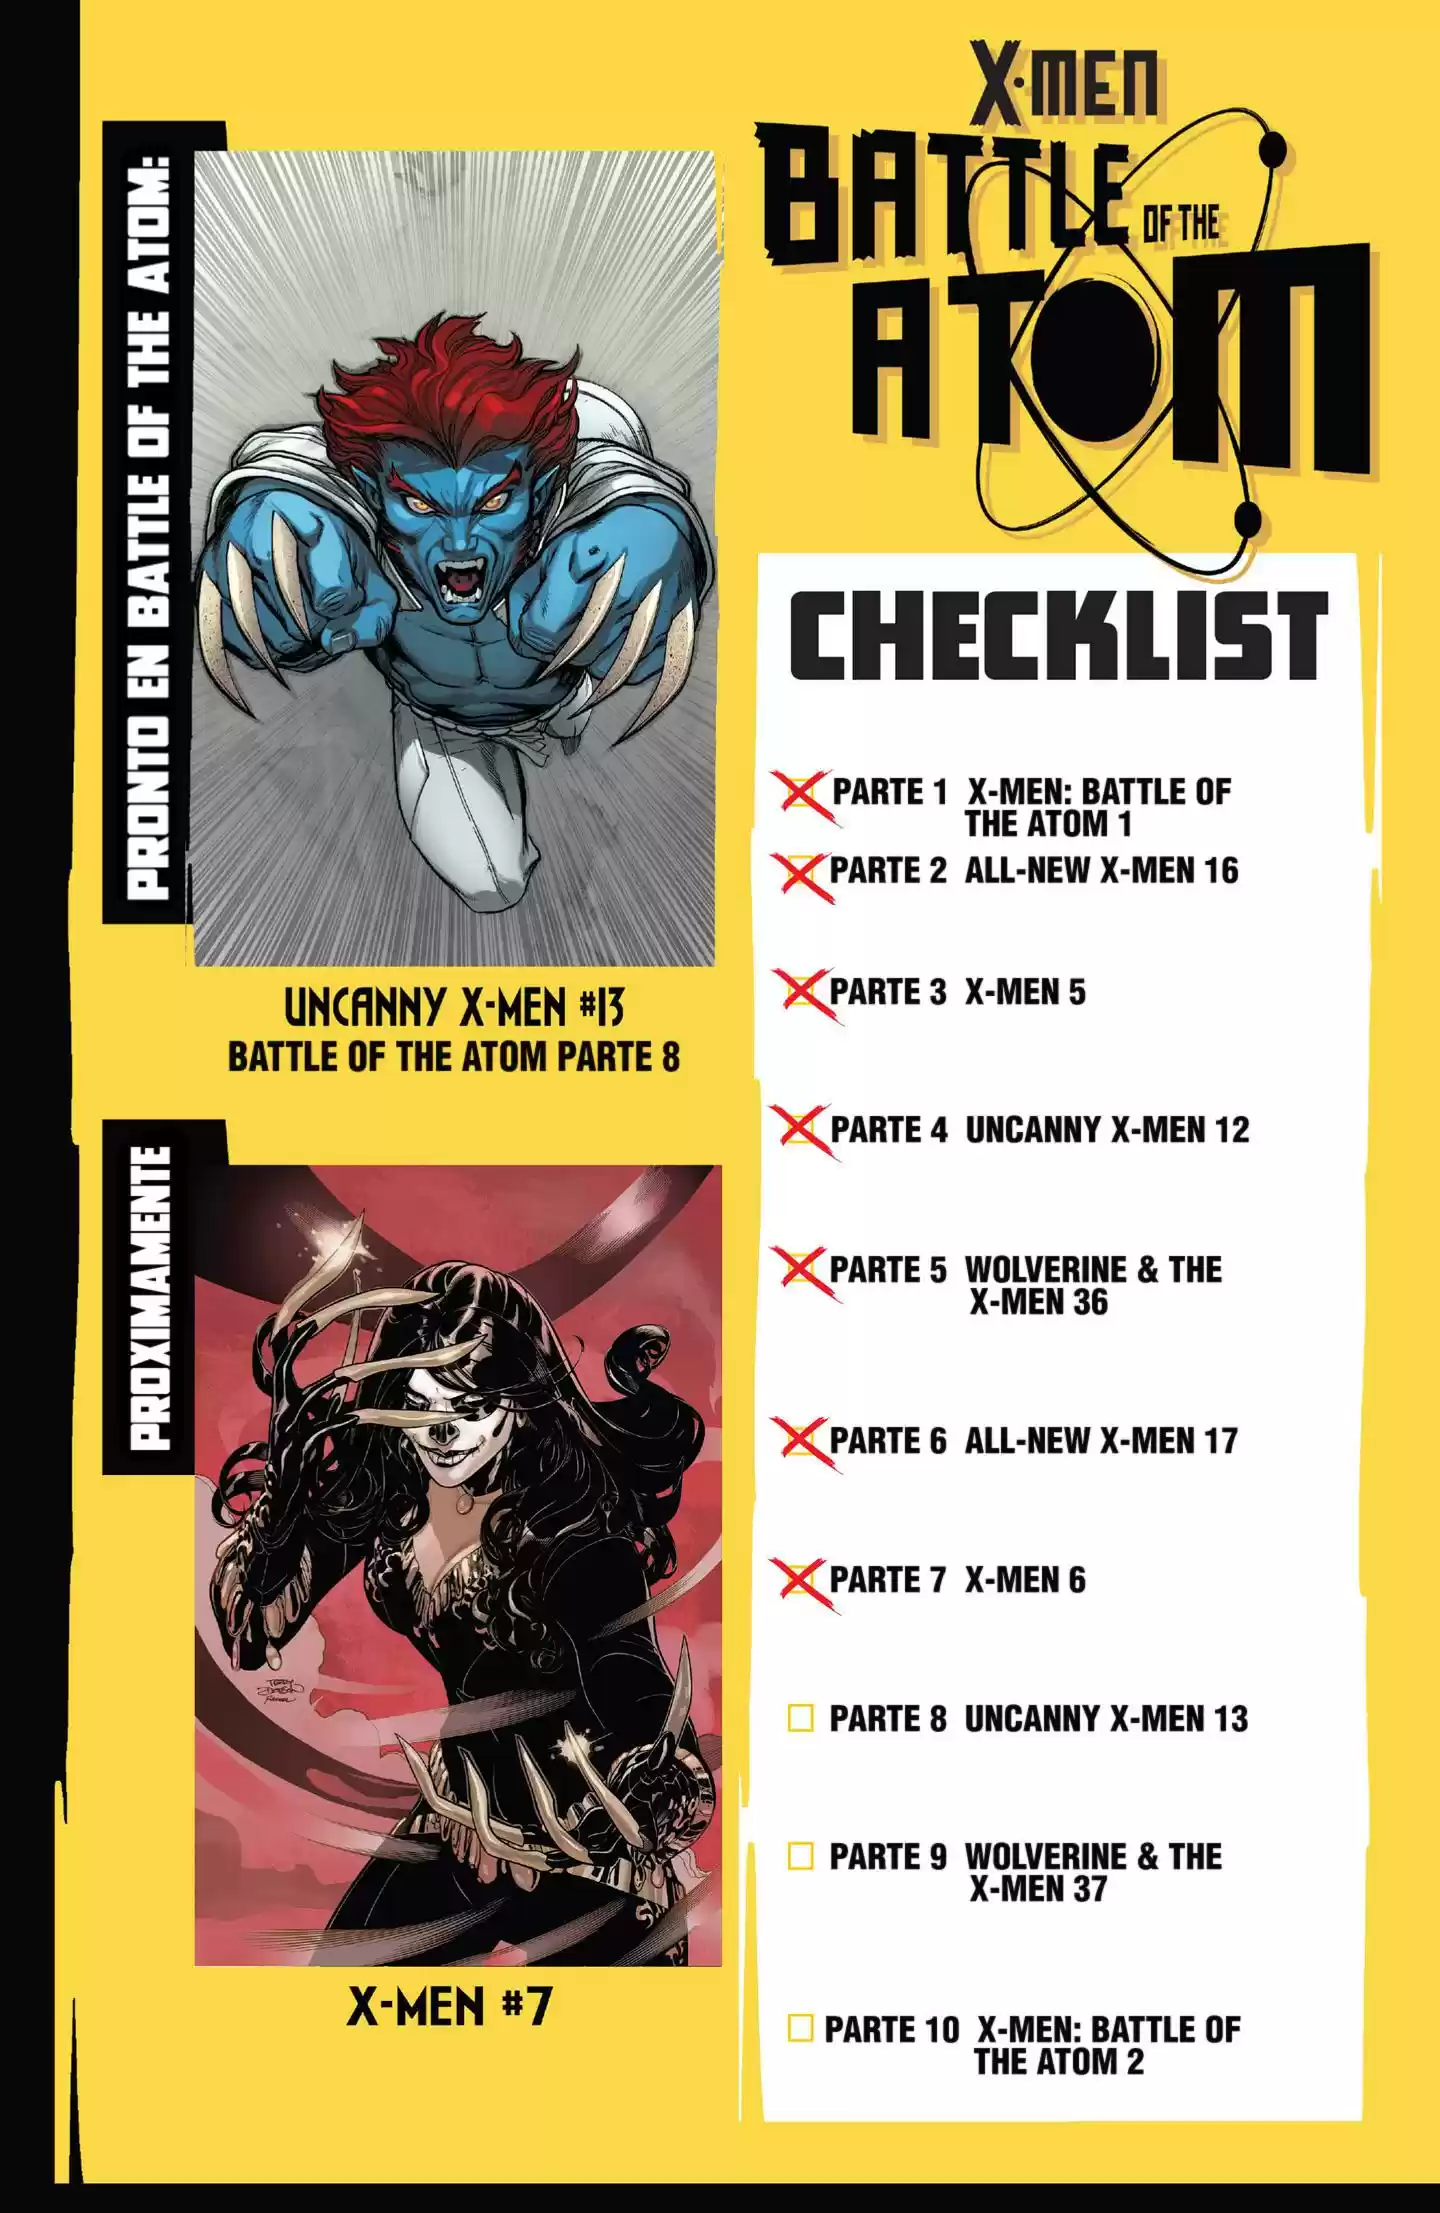 PRONTO EN BATTLE OF THE ATOM:
UNCANNY X-MEN #13
BATTLE OF THE ATOM PARTE 8
PROXIMAMENTE
TERRY
DODSON
X-MEN #7
X-MEN
BATTLE OF THE
ATOM
CHECKLIST
PARTE 1 X-MEN: BATTLE OF
THE ATOM 1
PARTE 2 ALL-NEW X-MEN 16
PARTE 3 X-MEN 5
PARTE 4 UNCANNY X-MEN 12
PARTE 5 WOLVERINE & THE
X-MEN 36
PARTE 6 ALL-NEW X-MEN 17
PARTE 7 X-MEN 6
PARTE 8 UNCANNY X-MEN 13
PARTE 9 WOLVERINE & THE
X-MEN 37
PARTE 10 X-MEN: BATTLE OF
THE ATOM 2